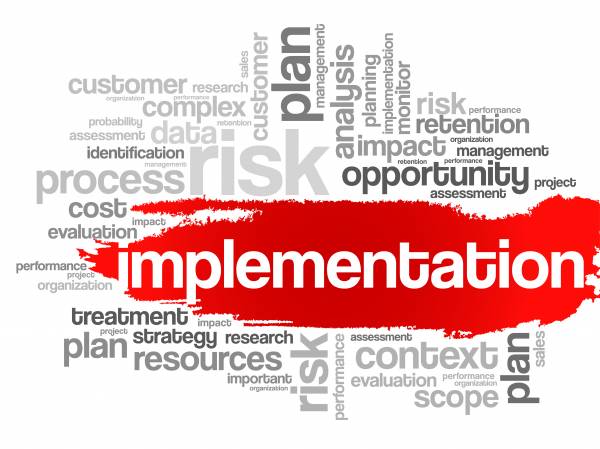 customer
research
sales
customer
plan
management
organization
performance
complex
retention
probability
assessment
data
identification
management
risk
process
analysis
planning
implementation
monitor
risk
performance
retention
organization
impact
management
retention
performance
opportunity
project
assessment
cost
impact
evaluation
performance
project
organization
implementation
treatment
project
impact
strategy
research
plan
resources
important
organization
risk
performance
assessment
context
evaluation
performance
organization
scope
plan
sales